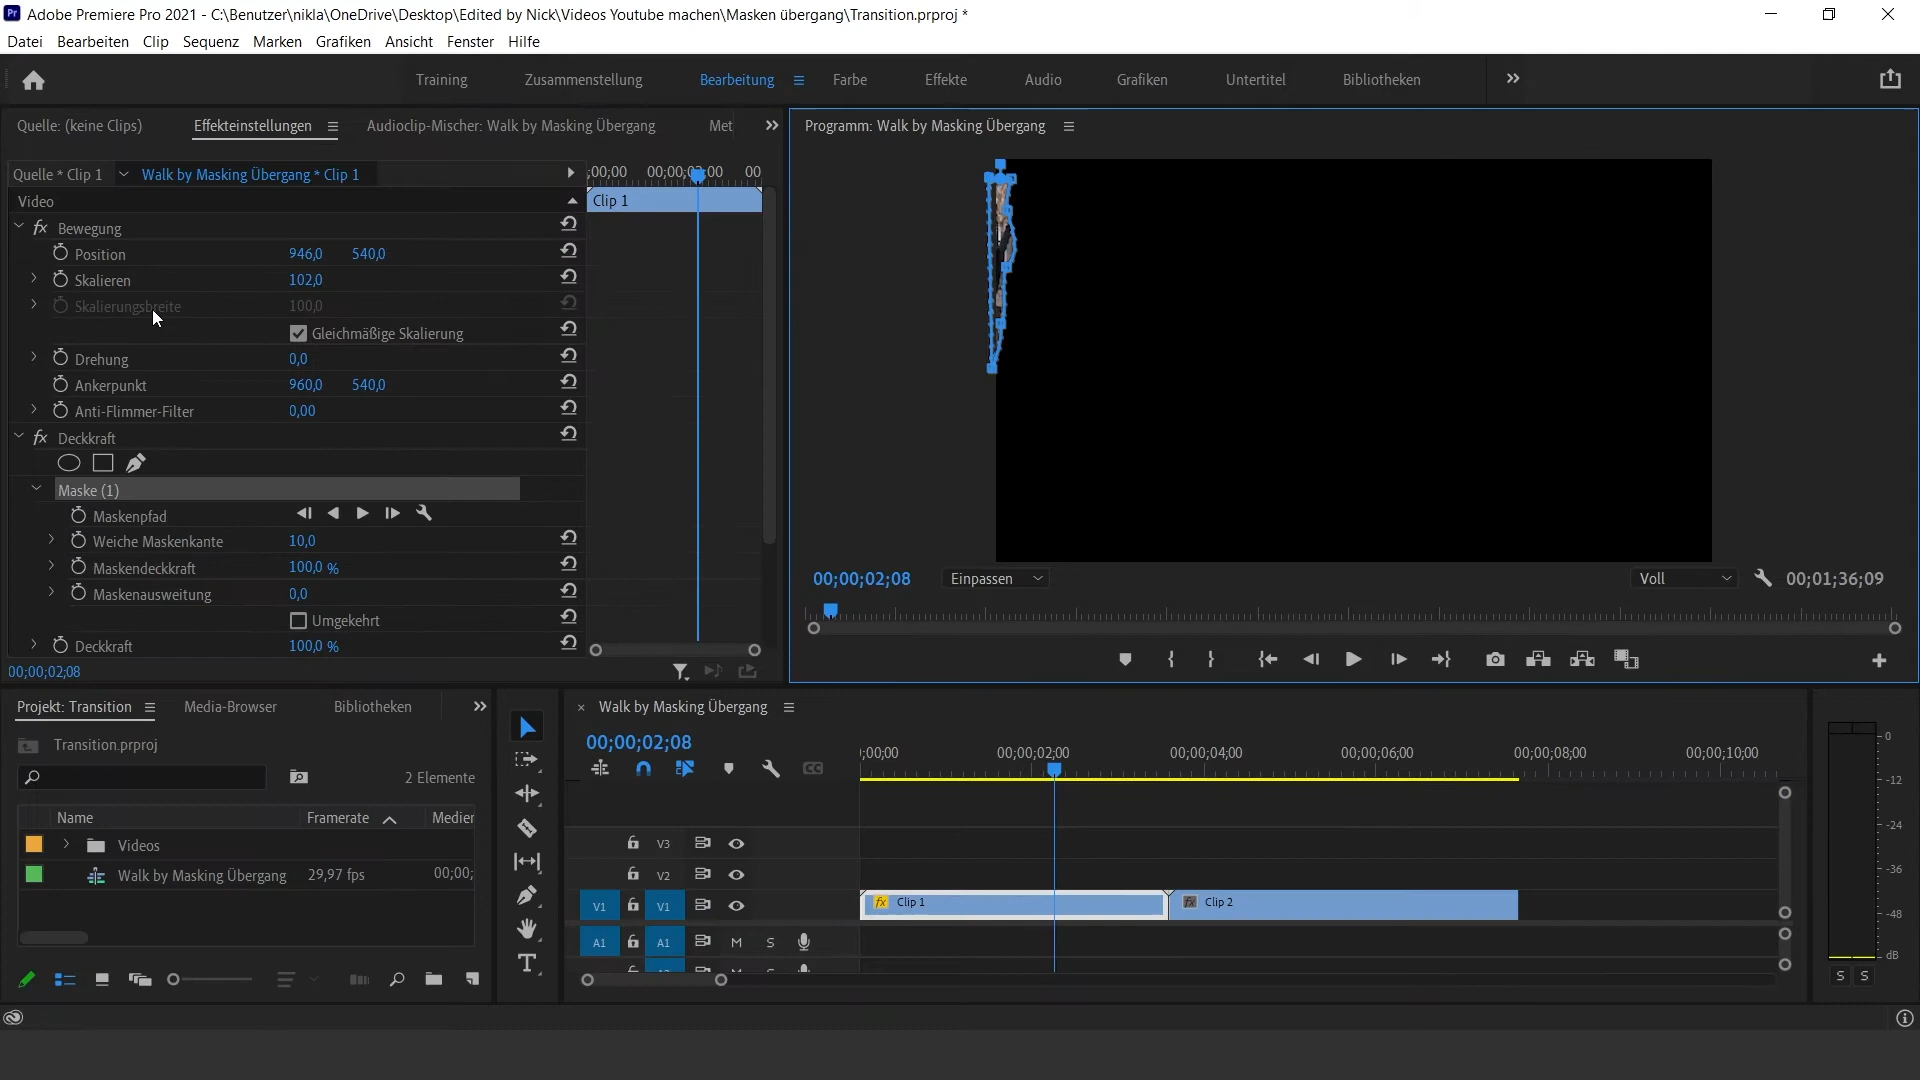 Pr Adobe Premiere Pro 2021 - C:\Benutzer\nikla\OneDrive\Desktop\Edited by Nick\Videos Youtube machen\Masken übergang\Transition.prproj *
Datei Bearbeiten Clip Sequenz Marken Grafiken Ansicht Fenster Hilfe
Training Zusammenstellung Bearbeitung Farbe Effekte Audio Grafiken Untertitel Bibliotheken
Quelle: (keine Clips) Effekteinstellungen Audioclip-Mischer: Walk by Masking Übergang Met
Programm: Walk by Masking Übergang
Quelle * Clip 1 Walk by Masking Übergang * Clip 1
;00;00 00;00;02;00 00
Video
Clip 1
fx Bewegung
Position 946,0 540,0
Skalieren 102,0
Skalierungsbreite 100,0
Gleichmäßige Skalierung
Drehung 0,0
Ankerpunkt 960,0 540,0
Anti-Flimmer-Filter 0,00
fx Deckkraft
Maske (1)
Maskenpfad
Weiche Maskenkante 10,0
Maskendeckkraft 100,0 %
Maskenausweitung 0,0
Umgekehrt
Deckkraft 100,0 %
00;00;02;08
00;00;02;08 Einpassen Voll 00;01;36;09
Projekt: Transition Media-Browser Bibliotheken
Transition.prproj
2 Elemente
Name Framerate Medien
Videos
Walk by Masking Übergang 29,97 fps 00;00;
T
× Walk by Masking Übergang
00;00;02;08
;00;00 00;00;02;00 00;00;04;00 00;00;06;00 00;00;08;00 00;00;10;00
V3
V2
V1 V1 fx Clip 1 fx Clip 2
A1 A1 M S
0
-12
-24
-36
-48
dB
S S